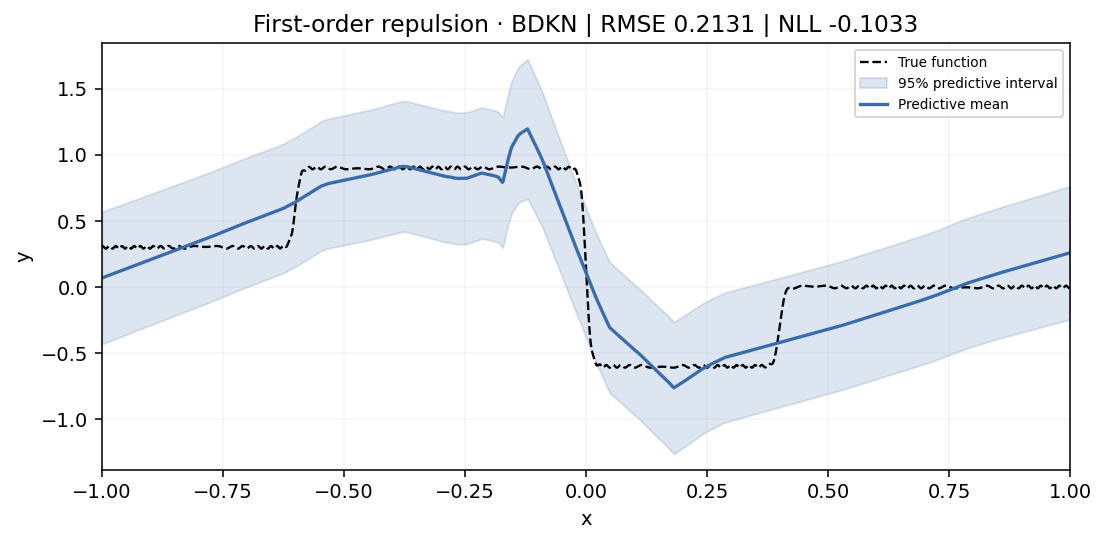 First-order repulsion · BDKN | RMSE 0.2131 | NLL -0.1033
True function
95% predictive interval
Predictive mean
y
1.5
1.0
0.5
0.0
−0.5
−1.0
−1.00 −0.75 −0.50 −0.25 0.00 0.25 0.50 0.75 1.00
x